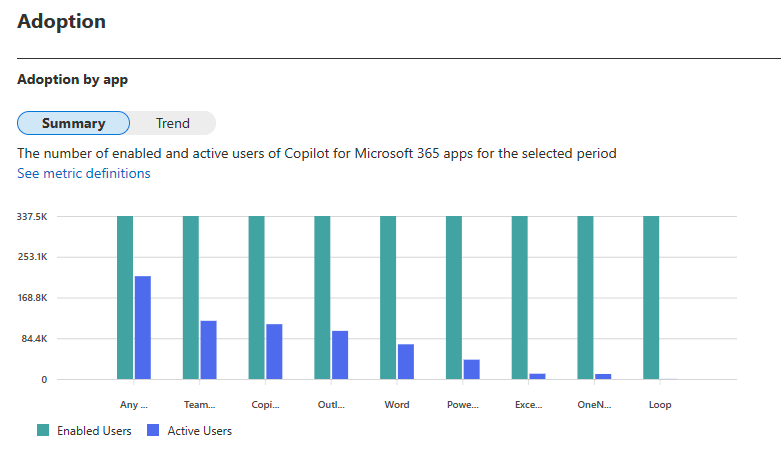 Adoption
Adoption by app
Summary Trend
The number of enabled and active users of Copilot for Microsoft 365 apps for the selected period
See metric definitions
337.5K
253.1K
168.8K
84.4K
0
Any ... Team... Copi... Outl... Word Powe... Exce... OneN... Loop
Enabled Users Active Users